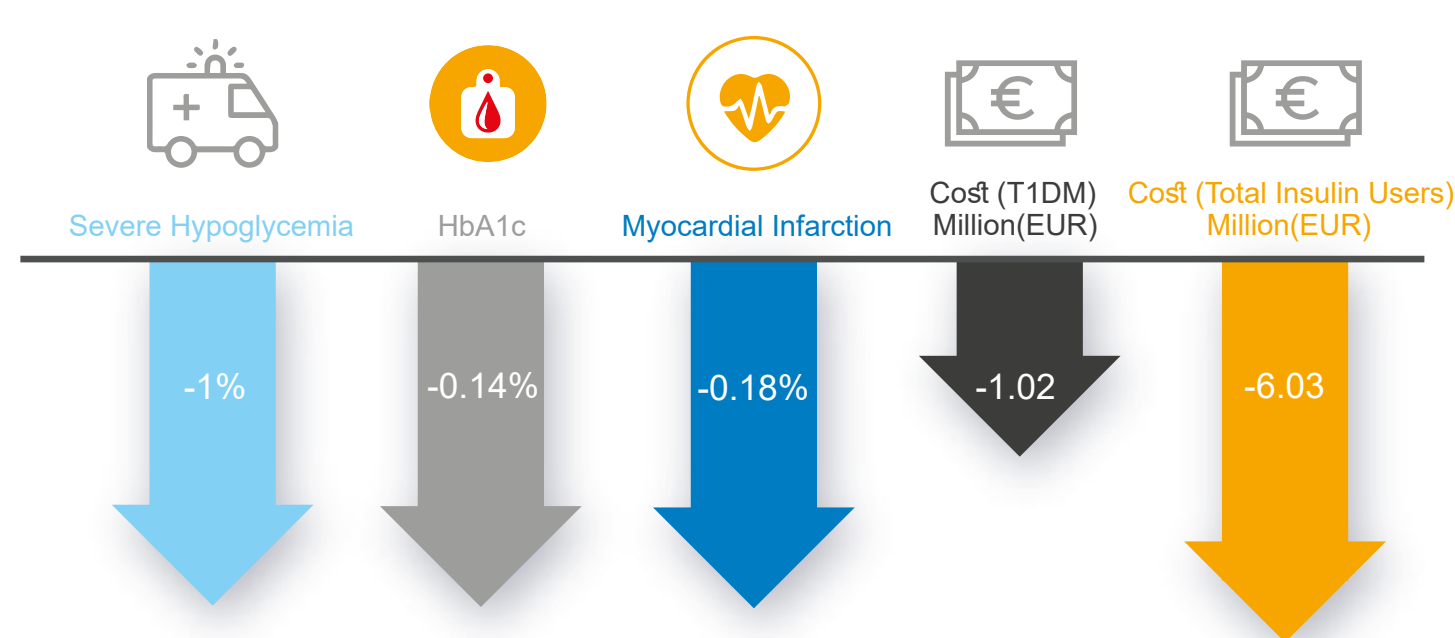 Severe Hypoglycemia
HbA1c
Myocardial Infarction
Cost (T1DM)
Million(EUR)
Cost (Total Insulin Users)
Million(EUR)
-1%
-0.14%
-0.18%
-1.02
-6.03